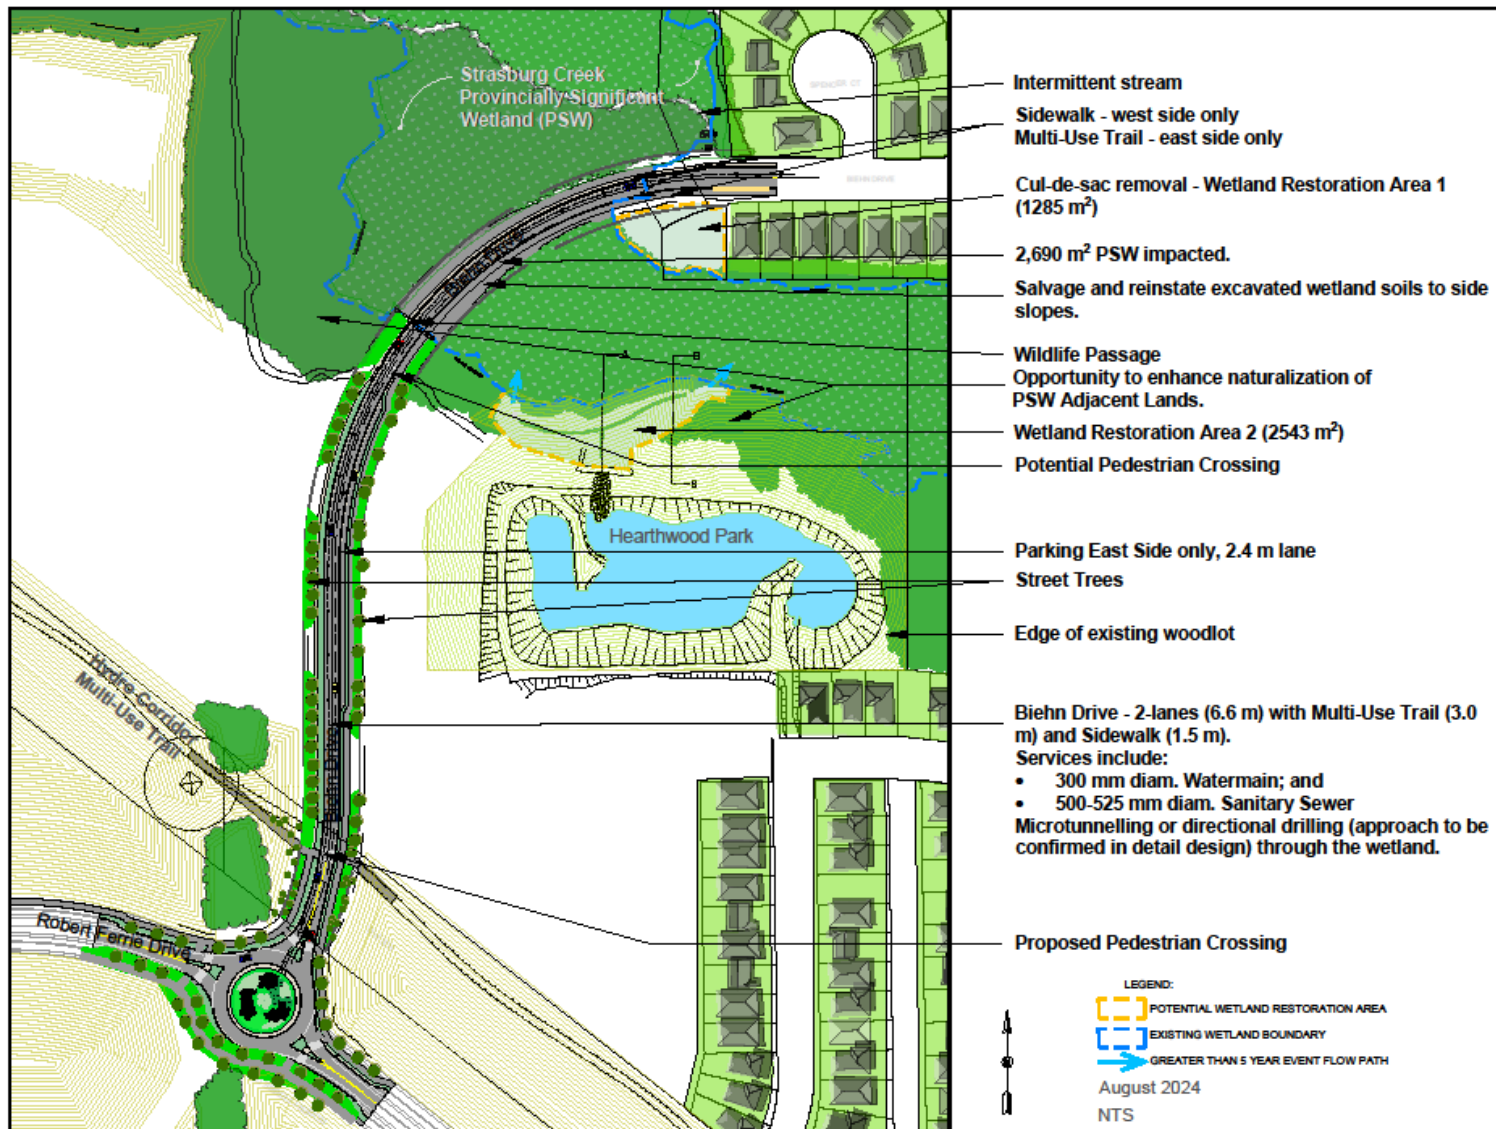 Strasburg Creek
Provincially Significant
Wetland (PSW)
SPENCER CT
BIEHN DRIVE
Biehn Drive
Hearthwood Park
Hydro Corridor
Multi-Use Trail
Robert Ferrie Drive
Intermittent stream
Sidewalk - west side only
Multi-Use Trail - east side only
Cul-de-sac removal - Wetland Restoration Area 1
(1285 m²)
2,690 m² PSW impacted.
Salvage and reinstate excavated wetland soils to side
slopes.
Wildlife Passage
Opportunity to enhance naturalization of
PSW Adjacent Lands.
Wetland Restoration Area 2 (2543 m²)
Potential Pedestrian Crossing
Parking East Side only, 2.4 m lane
Street Trees
Edge of existing woodlot
Biehn Drive - 2-lanes (6.6 m) with Multi-Use Trail (3.0
m) and Sidewalk (1.5 m).
Services include:
• 300 mm diam. Watermain; and
• 500-525 mm diam. Sanitary Sewer
Microtunnelling or directional drilling (approach to be
confirmed in detail design) through the wetland.
Proposed Pedestrian Crossing
LEGEND:
POTENTIAL WETLAND RESTORATION AREA
EXISTING WETLAND BOUNDARY
GREATER THAN 5 YEAR EVENT FLOW PATH
August 2024
NTS